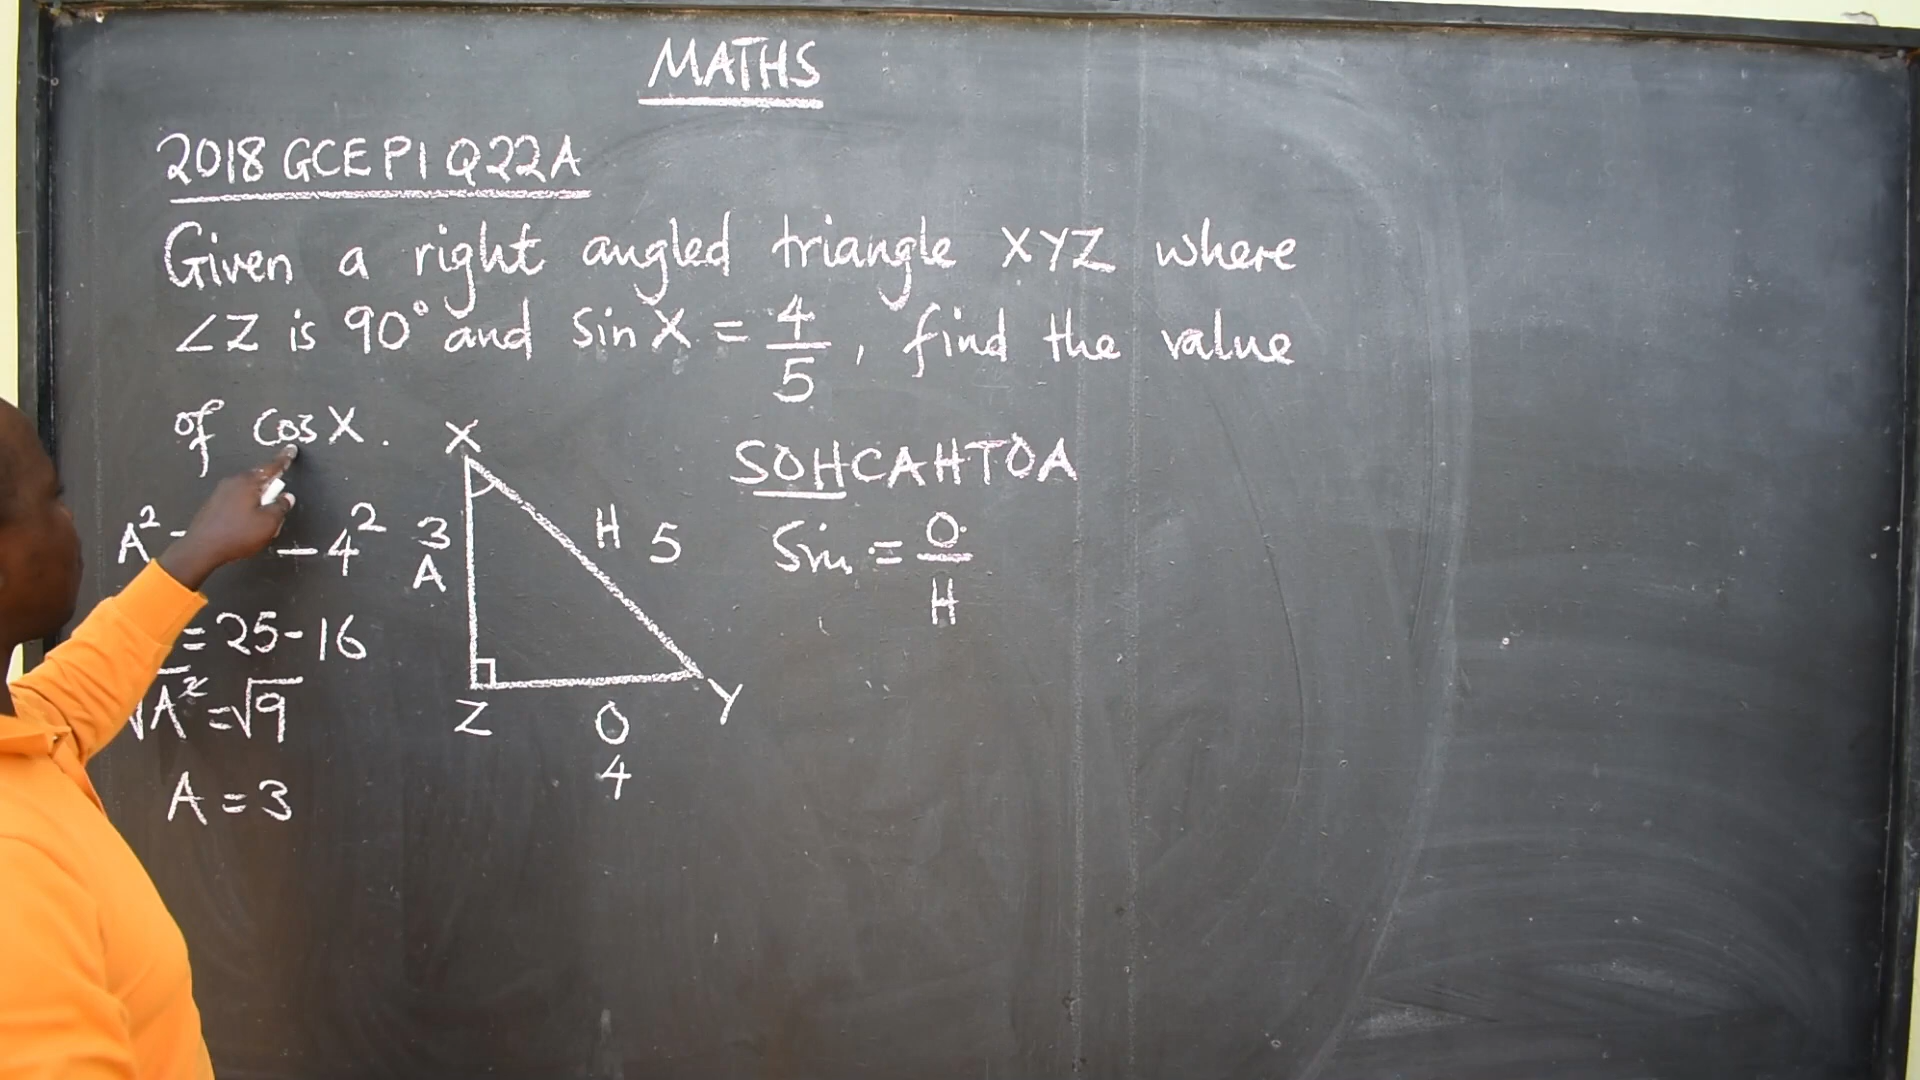 MATHS
2018 GCE P1 Q22A
Given a right angled triangle XYZ where
∠Z is 90° and Sin X = 4/5, find the value
of Cos X.
SOHCAHTOA
Sin = O/H
X
H 5
3
A
Z
O
4
Y
A² = - 4²
= 25 - 16
√A² = √9
A = 3